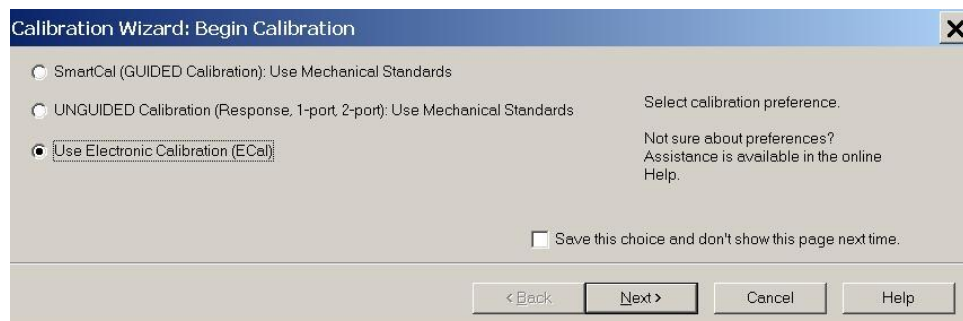 Calibration Wizard: Begin Calibration
SmartCal (GUIDED Calibration): Use Mechanical Standards
UNGUIDED Calibration (Response, 1-port, 2-port): Use Mechanical Standards
Use Electronic Calibration (ECal)
Select calibration preference.
Not sure about preferences?
Assistance is available in the online
Help.
Save this choice and don't show this page next time.
< Back
Next >
Cancel
Help